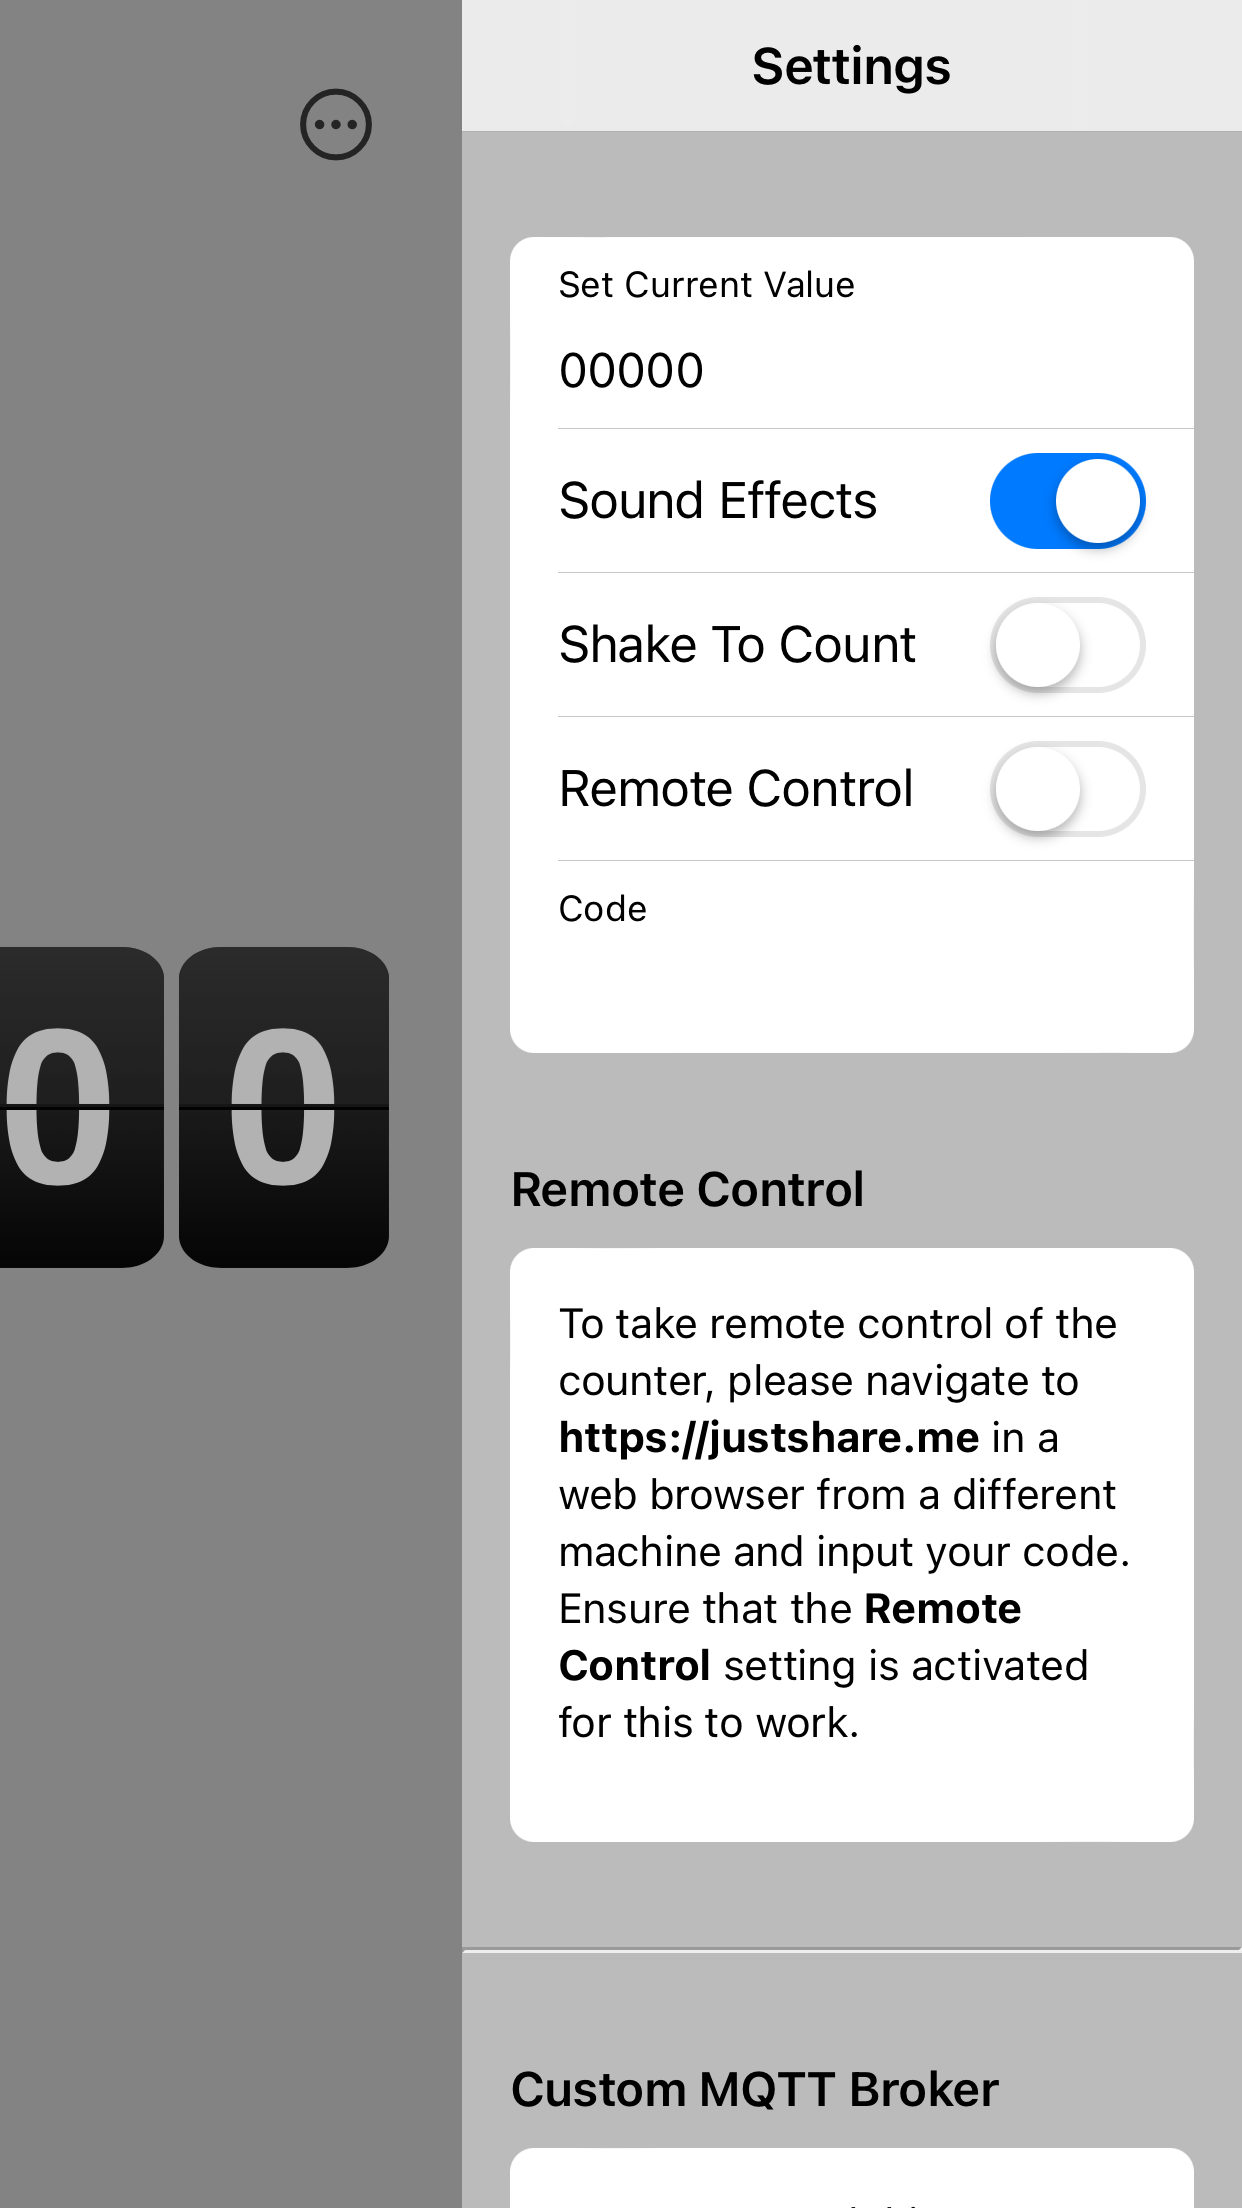 Settings
Set Current Value
00000
Sound Effects
Shake To Count
Remote Control
Code
0 0
Remote Control
To take remote control of the
counter, please navigate to
https://justshare.me in a
web browser from a different
machine and input your code.
Ensure that the Remote
Control setting is activated
for this to work.
Custom MQTT Broker